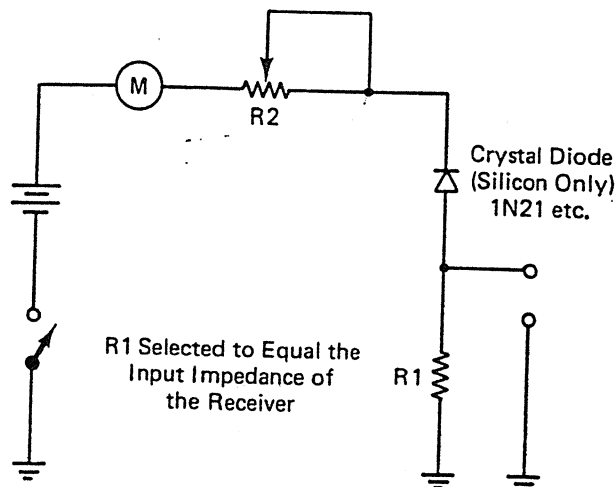 M
R2
Crystal Diode
(Silicon Only)
1N21 etc.
R1 Selected to Equal the
Input Impedance of
the Receiver
R1